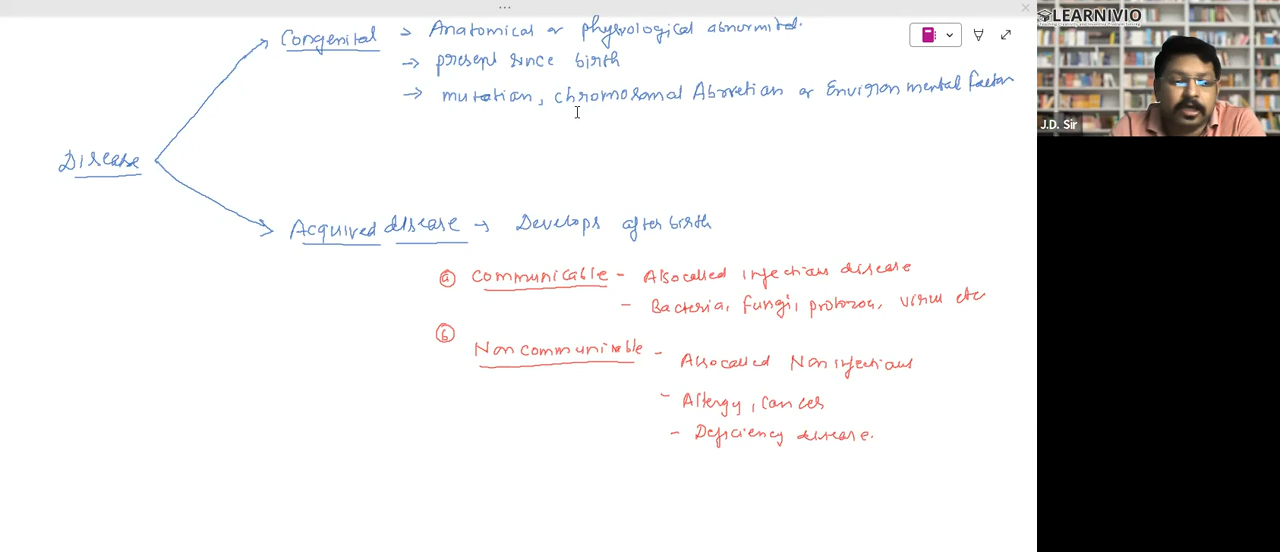 LEARNIVIO
J.D. Sir
Disease
Congenital > Anatomical or physiological abnormital.
→ present since birth
→ mutation, chromosomal Aboretian or Environmental factor
Acquired disease → Develops after birth
(a) Communicable - Also called infectious disease
- Bacteria, fungi, protozoa, virus etc
(b) Non communicable - Also called Non infectious
- Allergy, Cancer
- Deficiency disease.